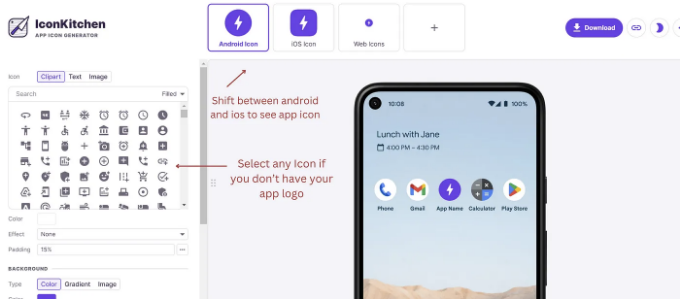 IconKitchen
APP ICON GENERATOR
Android Icon
iOS Icon
Web Icons
+
Download
Icon
Clipart
Text
Image
Search
Filled
Color
Effect
None
Padding
15%
BACKGROUND
Type
Color
Gradient
Image
Shift between android
and ios to see app icon
Select any Icon if
you don't have your
app logo
10:08
100%
Lunch with Jane
4:00 PM – 4:30 PM
Phone
Gmail
App Name
Calculator
Play Store